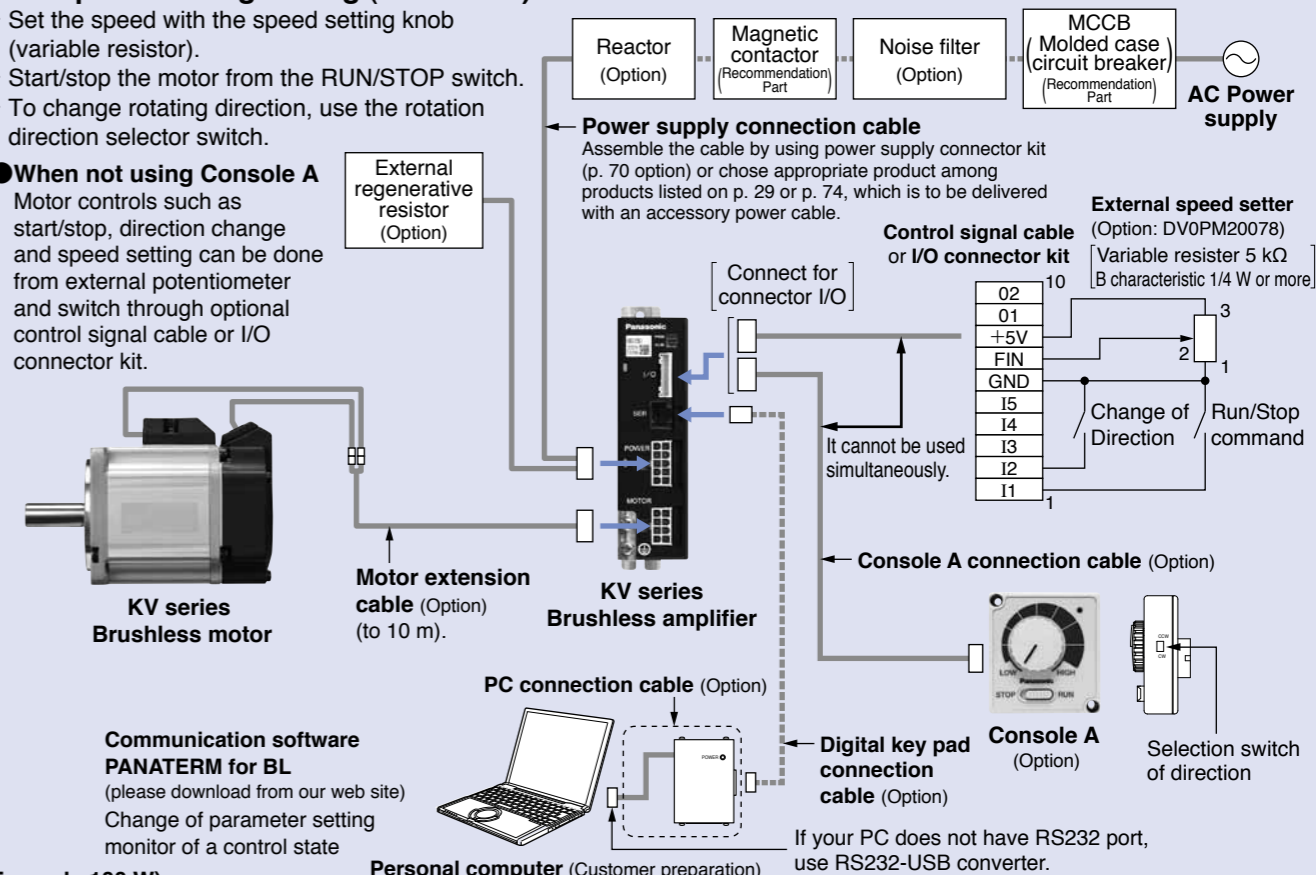 Set the speed with the speed setting knob
(variable resistor).
Start/stop the motor from the RUN/STOP switch.
To change rotating direction, use the rotation
direction selector switch.
●When not using Console A
Motor controls such as
start/stop, direction change
and speed setting can be done
from external potentiometer
and switch through optional
control signal cable or I/O
connector kit.
External
regenerative
resistor
(Option)
Reactor
(Option)
Magnetic
contactor
(Recommendation
Part)
Noise filter
(Option)
MCCB
(Molded case
circuit breaker)
(Recommendation
Part)
AC Power
supply
Power supply connection cable
Assemble the cable by using power supply connector kit
(p. 70 option) or chose appropriate product among
products listed on p. 29 or p. 74, which is to be delivered
with an accessory power cable.
External speed setter
(Option: DV0PM20078)
[Variable resister 5 kΩ
B characteristic 1/4 W or more]
Control signal cable
or I/O connector kit
[Connect for
connector I/O]
10
02
01
+5V
FIN
GND
I5
I4
I3
I2
I1
1
3
2
1
Change of
Direction
Run/Stop
command
It cannot be used
simultaneously.
Panasonic
I/O
SER
POWER
MOTOR
KV series
Brushless amplifier
KV series
Brushless motor
Motor extension
cable (Option)
(to 10 m).
Console A connection cable (Option)
LOW
HIGH
Panasonic
STOP
RUN
CCW
CW
Console A
(Option)
Selection switch
of direction
PC connection cable (Option)
POWER
Digital key pad
connection
cable (Option)
Communication software
PANATERM for BL
(please download from our web site)
Change of parameter setting
monitor of a control state
Personal computer (Customer preparation)
If your PC does not have RS232 port,
use RS232-USB converter.